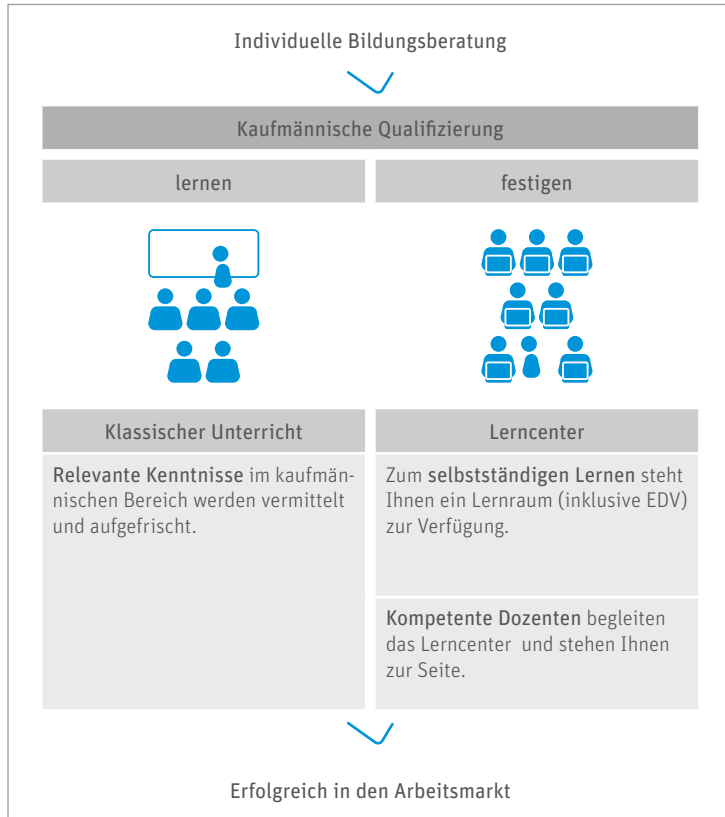 Individuelle Bildungsberatung
Kaufmännische Qualifizierung
lernen
festigen
Klassischer Unterricht
Relevante Kenntnisse im kaufmän-
nischen Bereich werden vermittelt
und aufgefrischt.
Lerncenter
Zum selbstständigen Lernen steht
Ihnen ein Lernraum (inklusive EDV)
zur Verfügung.
Kompetente Dozenten begleiten
das Lerncenter und stehen Ihnen
zur Seite.
Erfolgreich in den Arbeitsmarkt